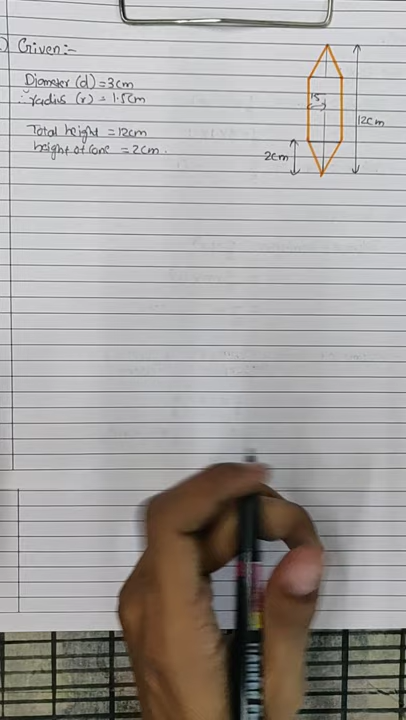 ) Given:-
Diameter (d) = 3cm
∴ radius (r) = 1.5cm
Total height = 12cm
height of cone = 2cm.
1.5
12cm
2cm